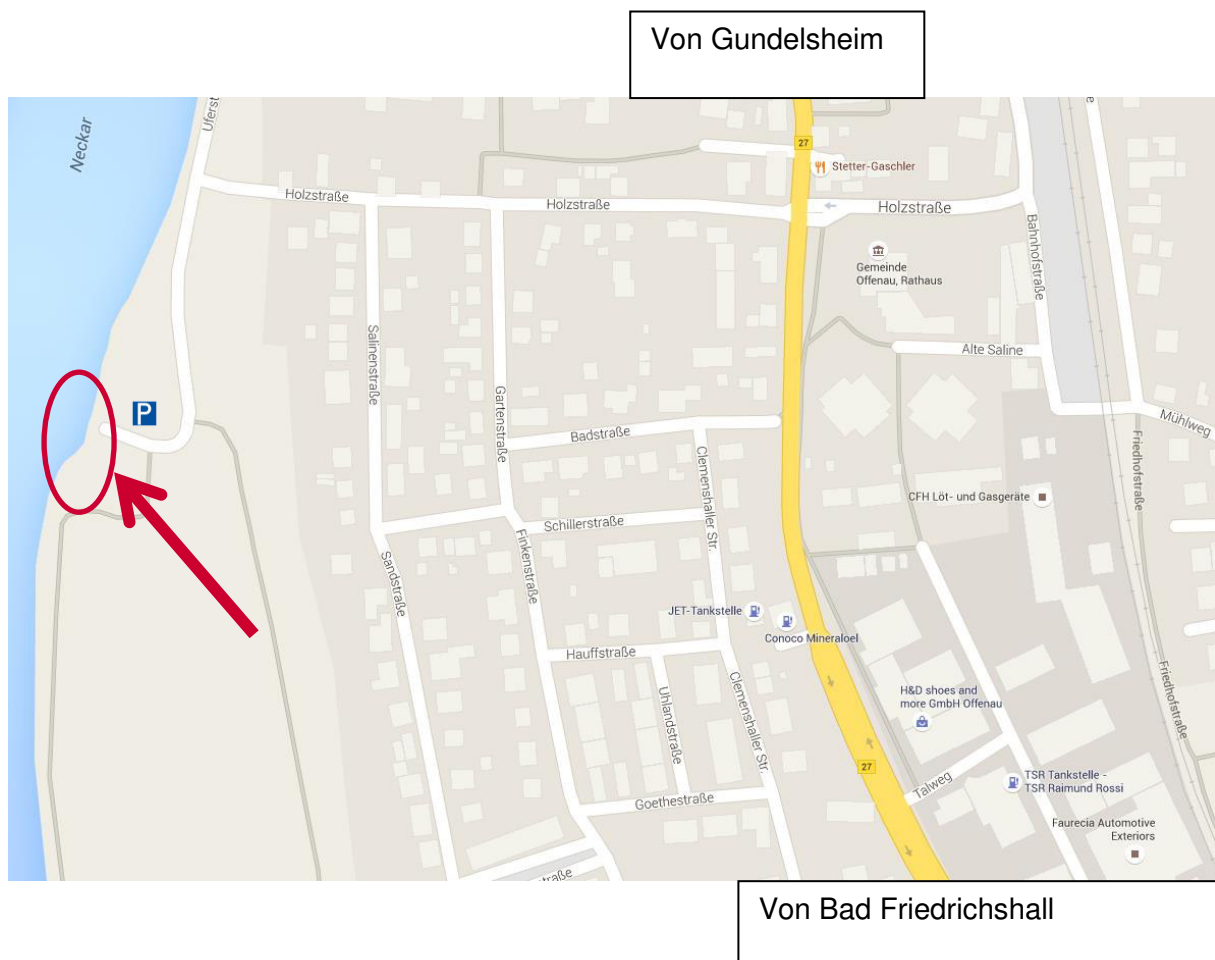 Von Gundelsheim
Neckar
Uferst
27
Stetter-Gaschler
Holzstraße
Holzstraße
Holzstraße
Bahnhofstraße
Gemeinde
Offenau, Rathaus
Salinenstraße
Gartenstraße
Alte Saline
P
Badstraße
Clemenshaller Str.
Mühlweg
Friedhofstraße
CFH Löt- und Gasgeräte
Schillerstraße
Finkenstraße
Sandstraße
JET-Tankstelle
Conoco Mineraloel
Hauffstraße
Uhlandstraße
Clemenshaller Str.
Friedhofstraße
H&D shoes and
more GmbH Offenau
27
Talweg
TSR Tankstelle -
TSR Raimund Rossi
Goethestraße
Faurecia Automotive
Exteriors
Von Bad Friedrichshall